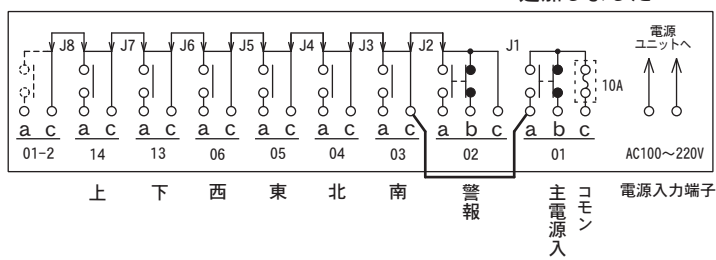 J8 J7 J6 J5 J4 J3 J2 J1
電源
ユニットへ
10A
a c a c a c a c a c a c a c a b c a b c
01-2 14 13 06 05 04 03 02 01 AC100～220V
上 下 西 東 北 南 警報 主電源入 コモン 電源入力端子